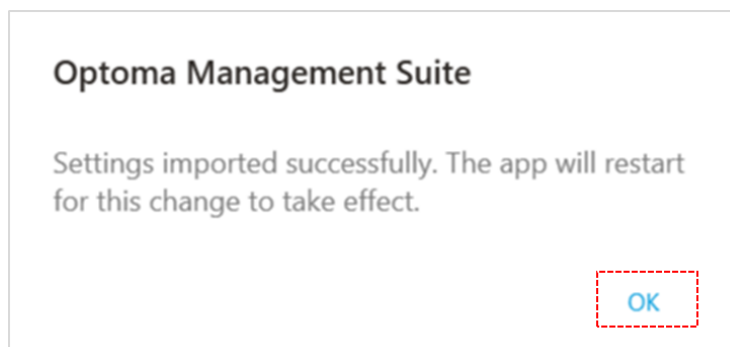 Optoma Management Suite
Settings imported successfully. The app will restart
for this change to take effect.
OK